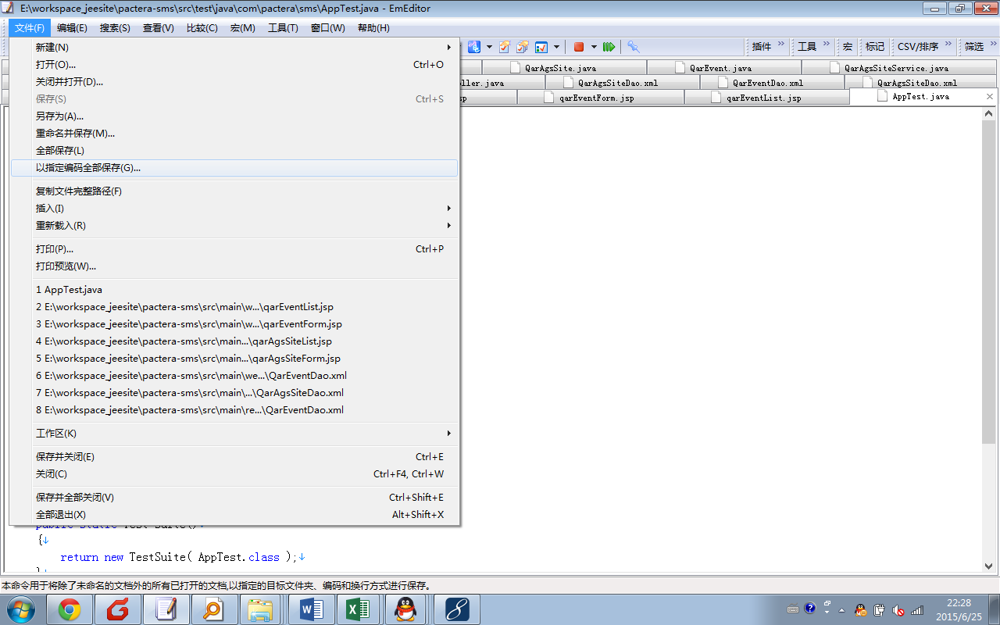 E:\workspace_jeesite\pactera-sms\src\test\java\com\pactera\sms\AppTest.java - EmEditor
文件(F) 编辑(E) 搜索(S) 查看(V) 比较(C) 宏(M) 工具(T) 窗口(W) 帮助(H)
插件 » 工具 » 宏 标记 CSV/排序 » 筛选 »
QarAgsSite.java QarEvent.java QarAgsSiteService.java
ller.java QarAgsSiteDao.xml QarEventDao.xml QarAgsSiteDao.xml
sp qarEventForm.jsp qarEventList.jsp AppTest.java
新建(N)
打开(O)... Ctrl+O
关闭并打开(D)...
保存(S) Ctrl+S
另存为(A)...
重命名并保存(M)...
全部保存(L)
以指定编码全部保存(G)...
复制文件完整路径(F)
插入(I)
重新载入(R)
打印(P)... Ctrl+P
打印预览(W)...
1 AppTest.java
2 E:\workspace_jeesite\pactera-sms\src\main\w...\qarEventList.jsp
3 E:\workspace_jeesite\pactera-sms\src\main\w...\qarEventForm.jsp
4 E:\workspace_jeesite\pactera-sms\src\main...\qarAgsSiteList.jsp
5 E:\workspace_jeesite\pactera-sms\src\main...\qarAgsSiteForm.jsp
6 E:\workspace_jeesite\pactera-sms\src\main\we...\QarEventDao.xml
7 E:\workspace_jeesite\pactera-sms\src\main\...\QarAgsSiteDao.xml
8 E:\workspace_jeesite\pactera-sms\src\main\re...\QarEventDao.xml
工作区(K)
保存并关闭(E) Ctrl+E
关闭(C) Ctrl+F4, Ctrl+W
保存并全部关闭(V) Ctrl+Shift+E
全部退出(X) Alt+Shift+X
public static Test suite()↓
{↓
return new TestSuite( AppTest.class );↓
}↓
本命令用于将除了未命名的文档外的所有已打开的文档,以指定的目标文件夹、编码和换行方式进行保存。
22:28
2015/6/25